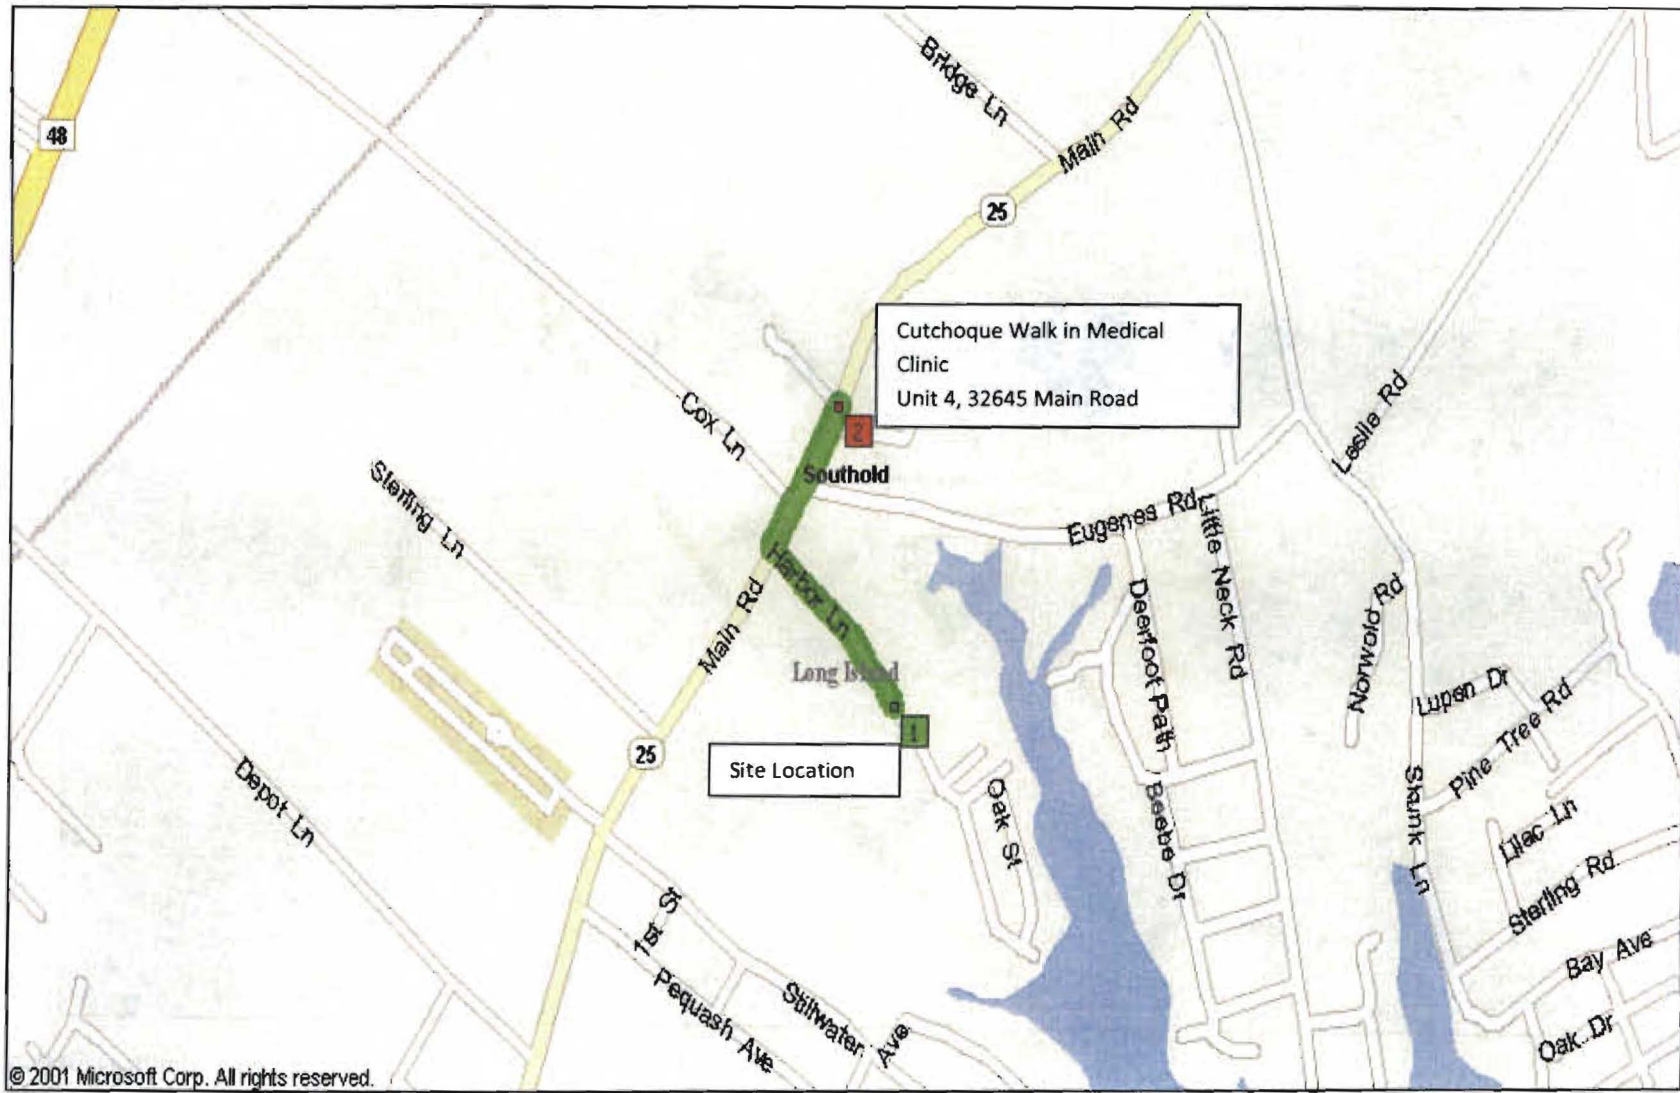 48
Bridge Ln
Main Rd
25
Cutchoque Walk in Medical
Clinic
Unit 4, 32645 Main Road
Leslie Rd
Cox Ln
2
Southold
Sterling Ln
Eugenes Rd
Little Neck Rd
Harbor Ln
Main Rd
Deerfoot Path
Norwold Rd
Long Island
Lupen Dr
Pine Tree Rd
1
25
Site Location
Depot Ln
Oak St
Beebe Dr
Skunk Ln
Lilac Ln
Sterling Rd
1st St
Bay Ave
Pequash Ave
Stillwater Ave
Oak Dr
© 2001 Microsoft Corp. All rights reserved.